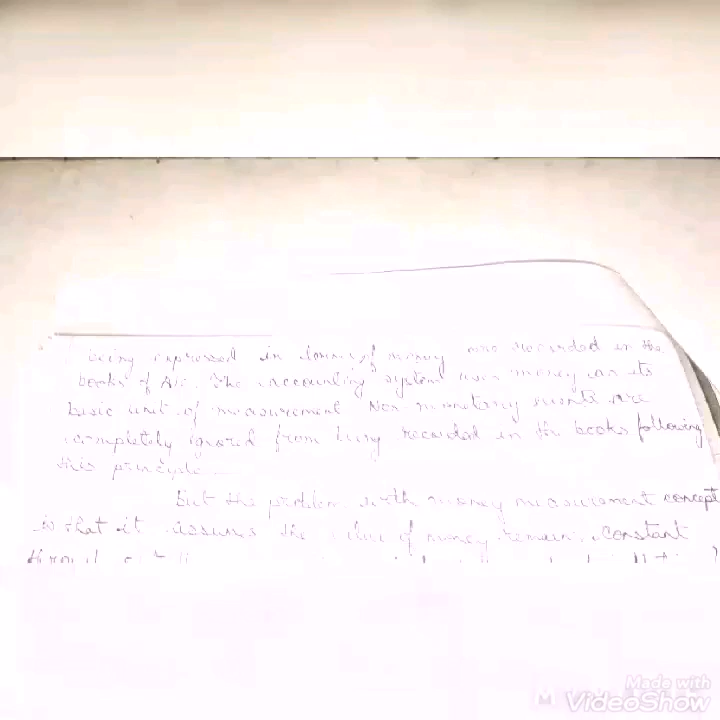 being expressed in terms of money are recorded in the
books of A/c. The accounting system uses money as its
basic unit of measurement Non monetary events are
completely ignored from being recorded in the books following
this principle
But the problem with money measurement concept
is that it assumes the value of money remains constant
Made with
VideoShow